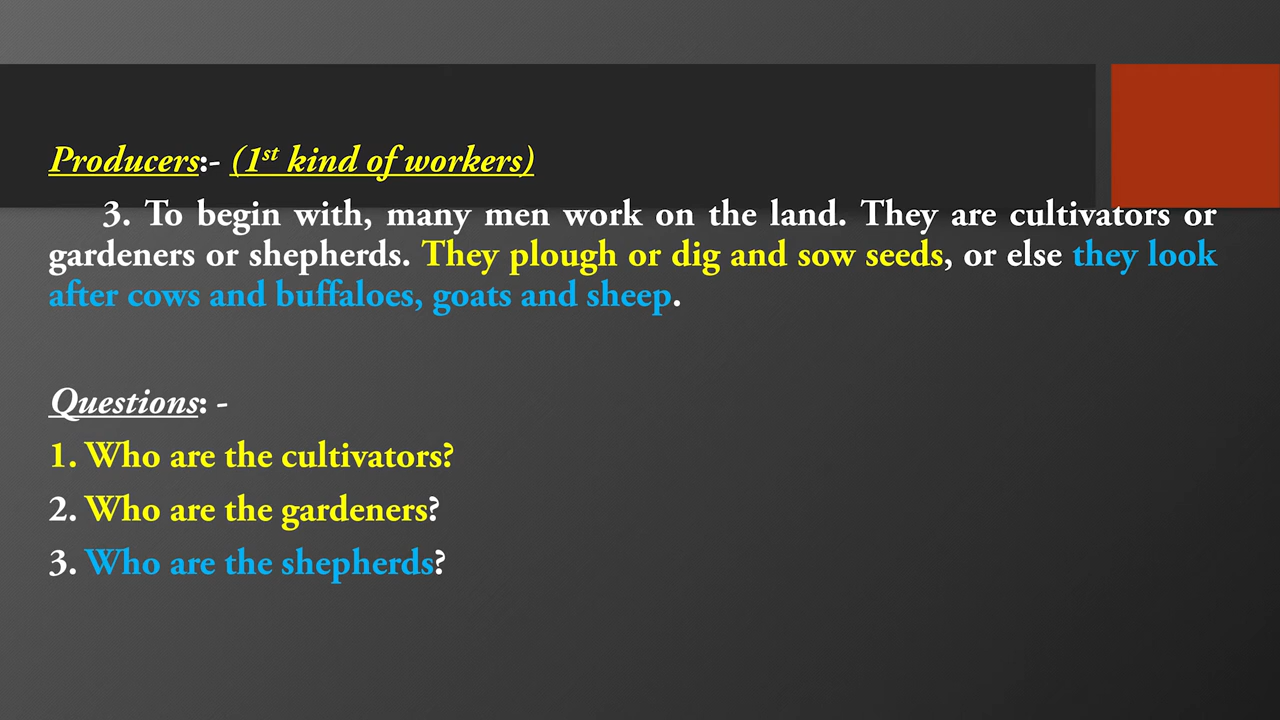 Producers:- (1st kind of workers)
3. To begin with, many men work on the land. They are cultivators or
gardeners or shepherds. They plough or dig and sow seeds, or else they look
after cows and buffaloes, goats and sheep.
Questions: -
1. Who are the cultivators?
2. Who are the gardeners?
3. Who are the shepherds?